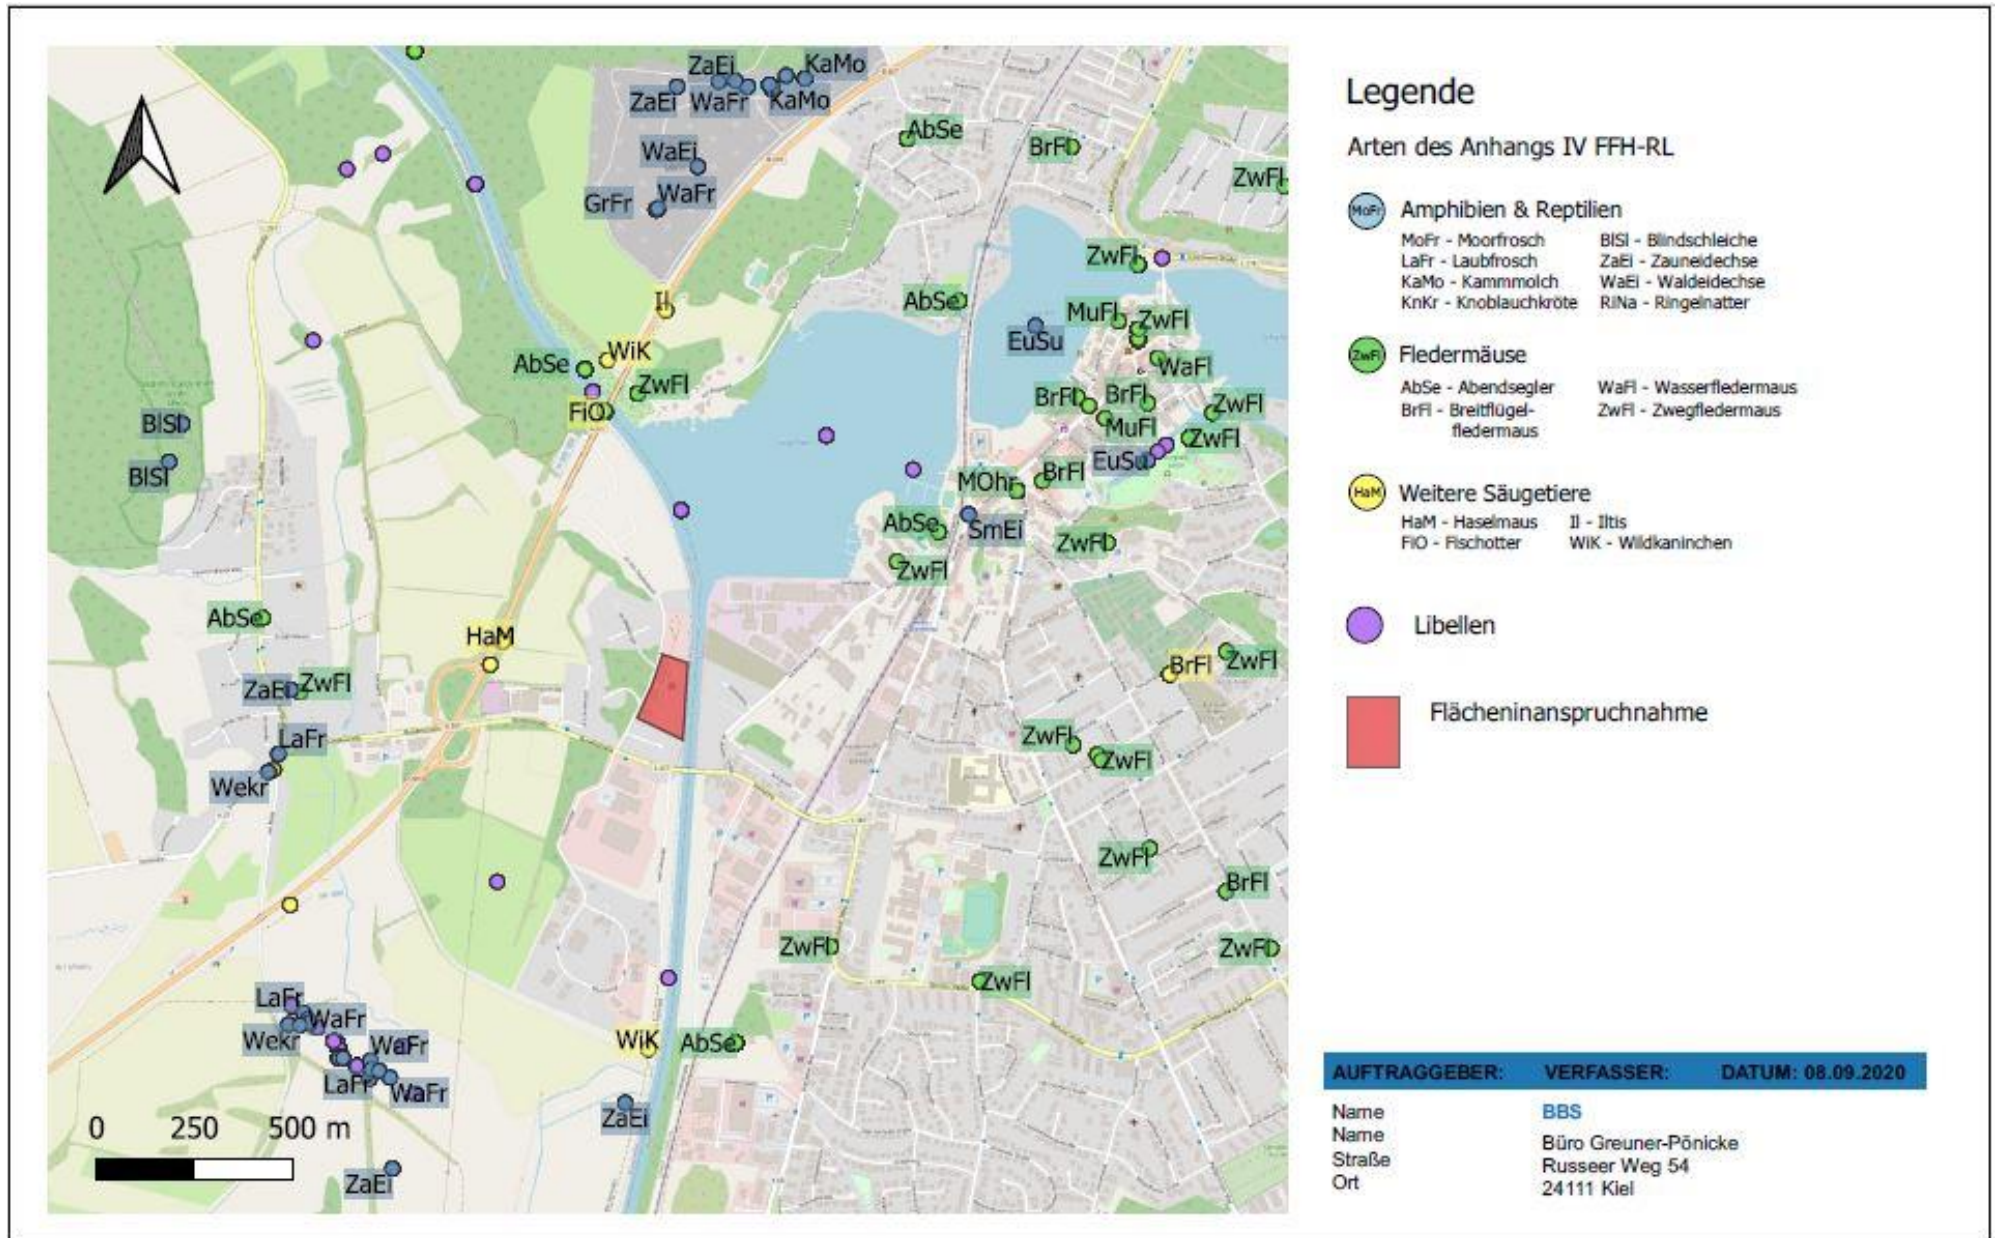 ZaEi
KaMo
ZaEi
WaFr
KaMo
AbSe
BrFl
WaEi
ZwFl
WaFr
GrFr
ZwFl
Il
AbSe
MuFl
ZwFl
EuSu
WiK
AbSe
WaFl
ZwFl
BrFl
BrFl
ZwFl
FiO
BlSl
MuFl
ZwFl
EuSu
BlSl
MOhr
BrFl
AbSe
SmEi
ZwFl
ZwFl
AbSe
HaM
BrFl
ZwFl
ZaEi
ZwFl
LaFr
ZwFl
ZwFl
Wekr
ZwFl
BrFl
ZwFl
ZwFl
ZwFl
LaFr
WaFr
Wekr
WaFr
WiK
AbSe
LaFr
WaFr
ZaEi
0 250 500 m
ZaEi
Legende
Arten des Anhangs IV FFH-RL
MoFr Amphibien & Reptilien
MoFr - Moorfrosch BlSl - Blindschleiche
LaFr - Laubfrosch ZaEi - Zauneidechse
KaMo - Kammmolch WaEi - Waldeidechse
KnKr - Knoblauchkröte RiNa - Ringelnatter
ZwFl Fledermäuse
AbSe - Abendsegler WaFl - Wasserfledermaus
BrFl - Breitflügel- ZwFl - Zwegfledermaus
fledermaus
HaM Weitere Säugetiere
HaM - Haselmaus Il - Iltis
FiO - Fischotter WiK - Wildkaninchen
Libellen
Flächeninanspruchnahme
AUFTRAGGEBER: VERFASSER: DATUM: 08.09.2020
Name BBS
Name Büro Greuner-Pönicke
Straße Russeer Weg 54
Ort 24111 Kiel